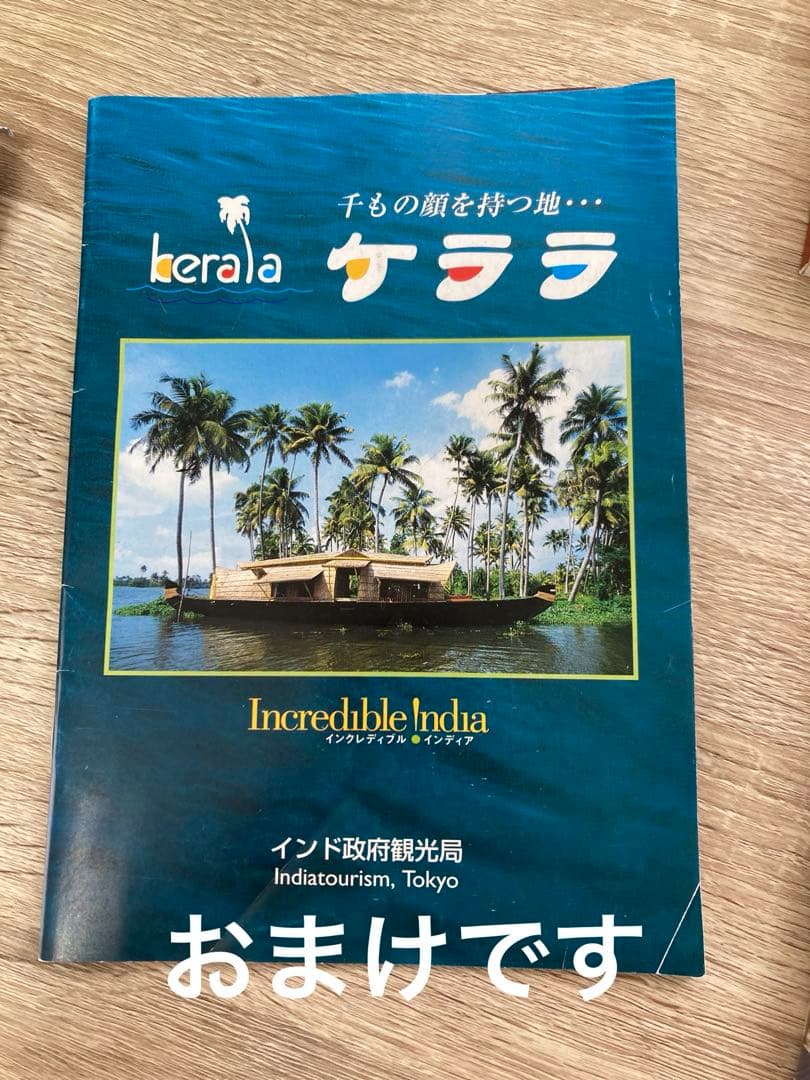 千もの顔を持つ地・・・
kerala ケララ
Incredible !ndia
インクレディブル ● インディア
インド政府観光局
Indiatourism, Tokyo
おまけです